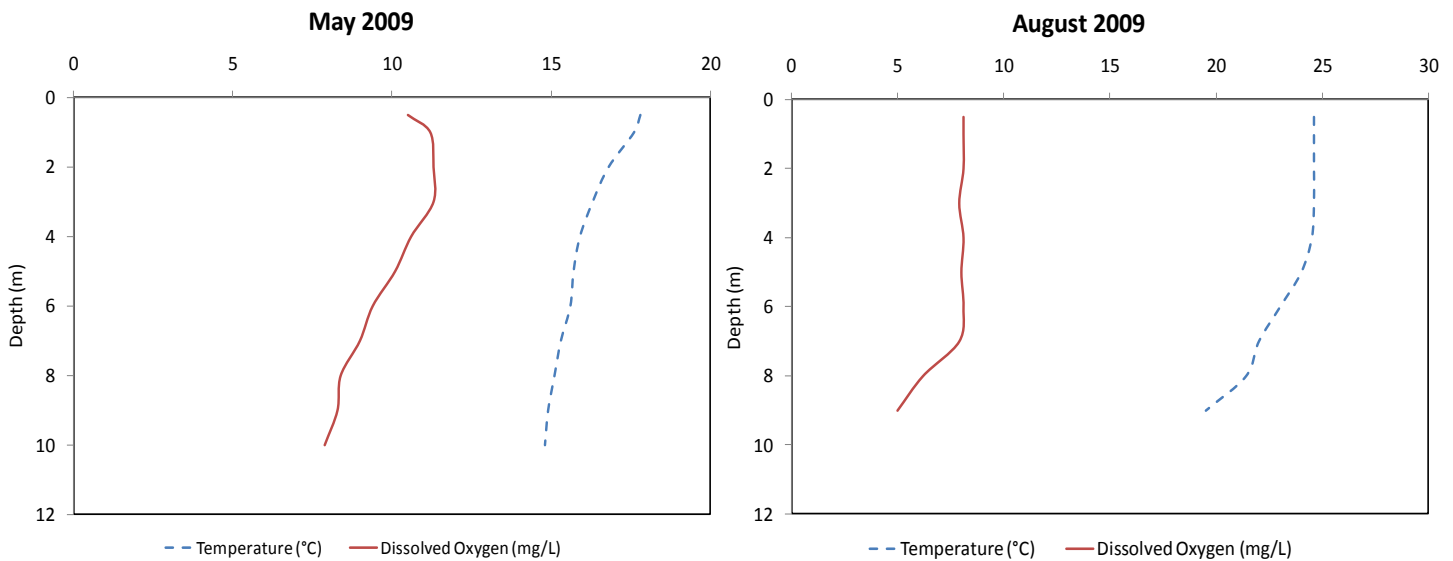 May 2009
0 5 10 15 20
0
2
4
6
8
10
12
Depth (m)
Temperature (°C) Dissolved Oxygen (mg/L)
August 2009
0 5 10 15 20 25 30
0
2
4
6
8
10
12
Depth (m)
Temperature (°C) Dissolved Oxygen (mg/L)